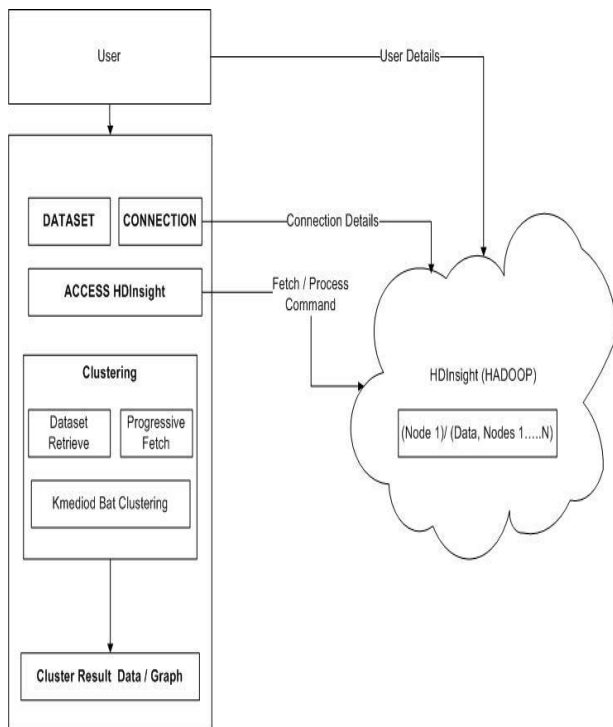 User
User Details
DATASET
CONNECTION
Connection Details
ACCESS HDInsight
Fetch / Process
Command
Clustering
Dataset
Retrieve
Progressive
Fetch
Kmediod Bat Clustering
HDInsight (HADOOP)
(Node 1)/ (Data, Nodes 1.....N)
Cluster Result Data / Graph